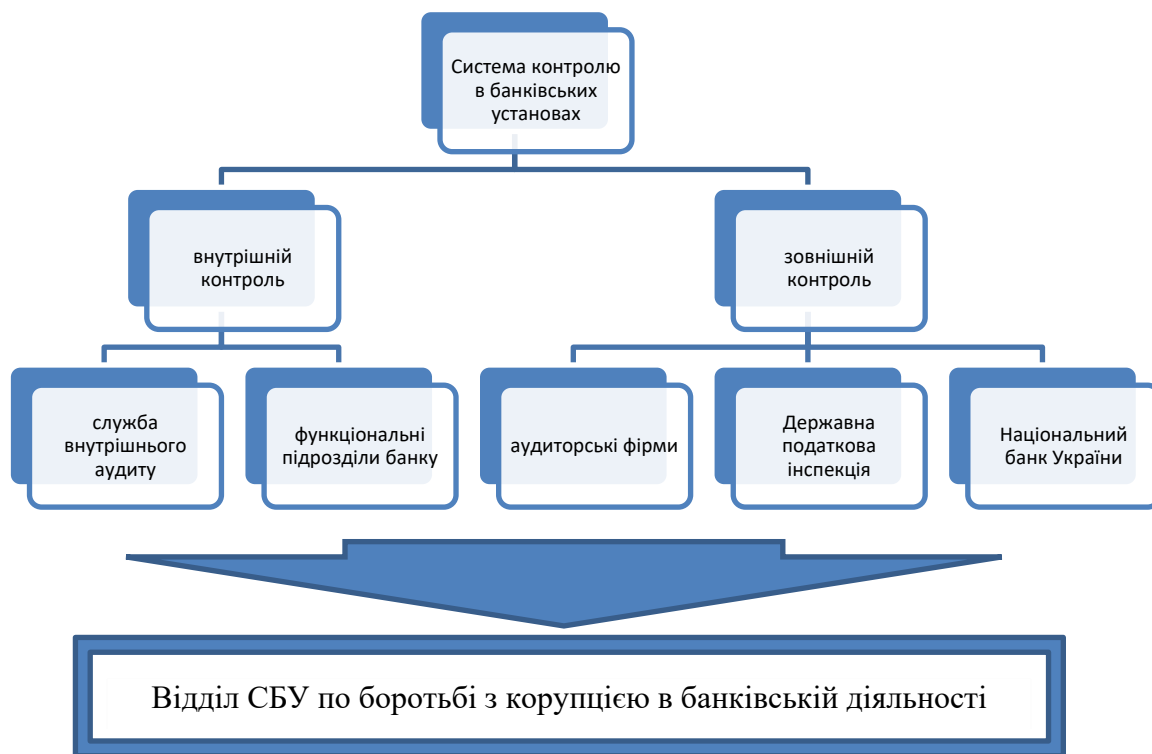 Система контролю
в банківських
установах
внутрішній
контроль
зовнішній
контроль
служба
внутрішнього
аудиту
функціональні
підрозділи банку
аудиторські фірми
Державна
податкова
інспекція
Національний
банк України
Відділ СБУ по боротьбі з корупцією в банківській діяльності